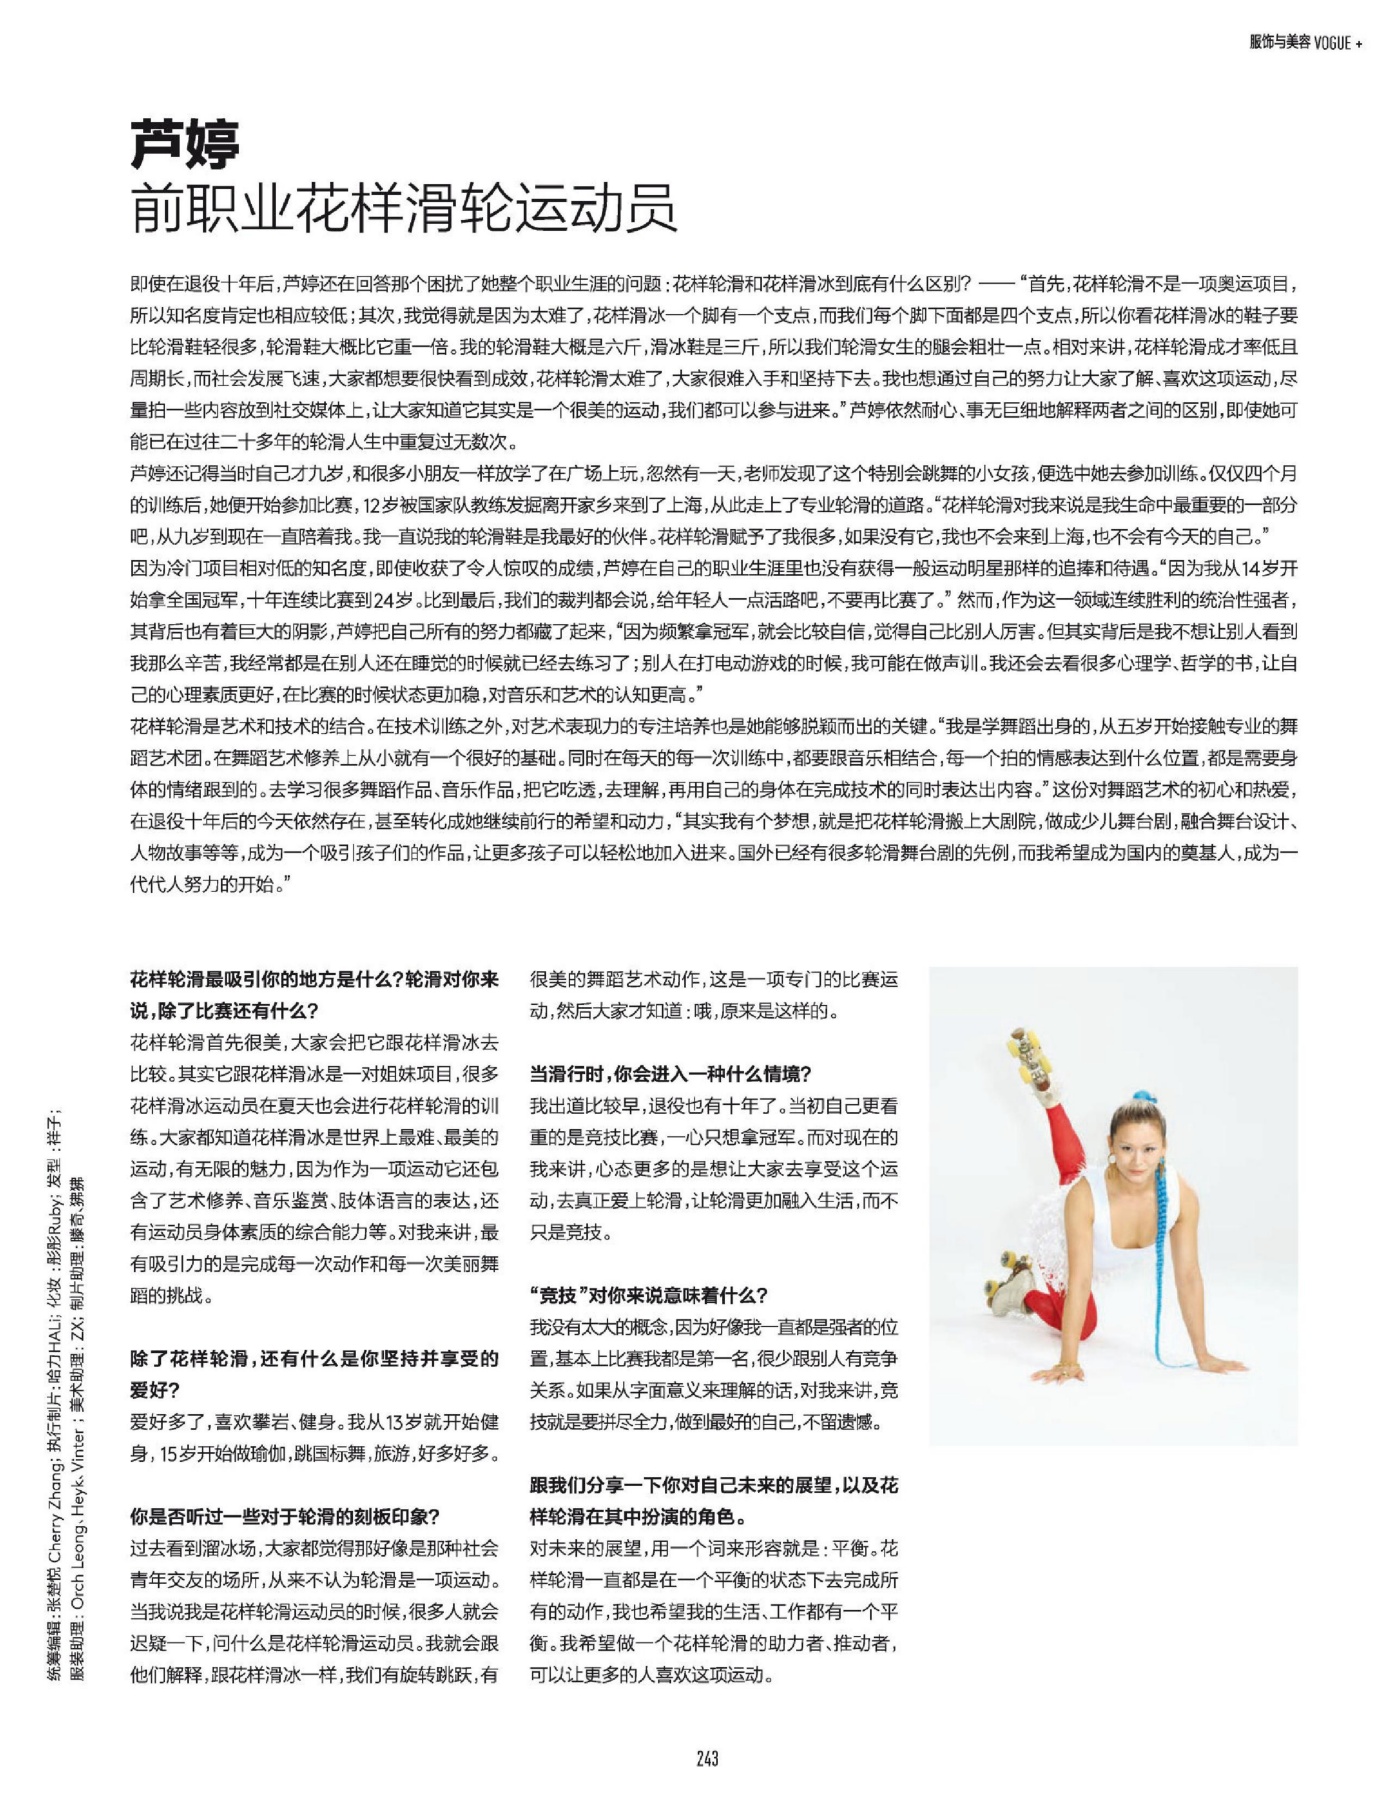 服饰与美容 VOGUE +
芦婷
前职业花样滑轮运动员
即使在退役十年后,芦婷还在回答那个困扰了她整个职业生涯的问题:花样轮滑和花样滑冰到底有什么区别? —— “首先,花样轮滑不是一项奥运项目,
所以知名度肯定也相应较低;其次,我觉得就是因为太难了,花样滑冰一个脚有一个支点,而我们每个脚下面都是四个支点,所以你看花样滑冰的鞋子要
比轮滑鞋轻很多,轮滑鞋大概比它重一倍。我的轮滑鞋大概是六斤,滑冰鞋是三斤,所以我们轮滑女生的腿会粗壮一点。相对来讲,花样轮滑成才率低且
周期长,而社会发展飞速,大家都想要很快看到成效,花样轮滑太难了,大家很难入手和坚持下去。我也想通过自己的努力让大家了解、喜欢这项运动,尽
量拍一些内容放到社交媒体上,让大家知道它其实是一个很美的运动,我们都可以参与进来。”芦婷依然耐心、事无巨细地解释两者之间的区别,即使她可
能已在过往二十多年的轮滑人生中重复过无数次。
芦婷还记得当时自己才九岁,和很多小朋友一样放学了在广场上玩,忽然有一天,老师发现了这个特别会跳舞的小女孩,便选中她去参加训练。仅仅四个月
的训练后,她便开始参加比赛,12岁被国家队教练发掘离开家乡来到了上海,从此走上了专业轮滑的道路。“花样轮滑对我来说是我生命中最重要的一部分
吧,从九岁到现在一直陪着我。我一直说我的轮滑鞋是我最好的伙伴。花样轮滑赋予了我很多,如果没有它,我也不会来到上海,也不会有今天的自己。”
因为冷门项目相对低的知名度,即使收获了令人惊叹的成绩,芦婷在自己的职业生涯里也没有获得一般运动明星那样的追捧和待遇。“因为我从14岁开
始拿全国冠军,十年连续比赛到24岁。比到最后,我们的裁判都会说,给年轻人一点活路吧,不要再比赛了。”然而,作为这一领域连续胜利的统治性强者,
其背后也有着巨大的阴影,芦婷把自己所有的努力都藏了起来,“因为频繁拿冠军,就会比较自信,觉得自己比别人厉害。但其实背后是我不想让别人看到
我那么辛苦,我经常都是在别人还在睡觉的时候就已经去练习了;别人在打电动游戏的时候,我可能在做声训。我还会去看很多心理学、哲学的书,让自
己的心理素质更好,在比赛的时候状态更加稳,对音乐和艺术的认知更高。”
花样轮滑是艺术和技术的结合。在技术训练之外,对艺术表现力的专注培养也是她能够脱颖而出的关键。“我是学舞蹈出身的,从五岁开始接触专业的舞
蹈艺术团。在舞蹈艺术修养上从小就有一个很好的基础。同时在每天的每一次训练中,都要跟音乐相结合,每一个拍的情感表达到什么位置,都是需要身
体的情绪跟到的。去学习很多舞蹈作品、音乐作品,把它吃透,去理解,再用自己的身体在完成技术的同时表达出内容。”这份对舞蹈艺术的初心和热爱,
在退役十年后的今天依然存在,甚至转化成她继续前行的希望和动力,“其实我有个梦想,就是把花样轮滑搬上大剧院,做成少儿舞台剧,融合舞台设计、
人物故事等等,成为一个吸引孩子们的作品,让更多孩子可以轻松地加入进来。国外已经有很多轮滑舞台剧的先例,而我希望成为国内的奠基人,成为一
代代人努力的开始。”
花样轮滑最吸引你的地方是什么?轮滑对你来
说,除了比赛还有什么?
花样轮滑首先很美,大家会把它跟花样滑冰去
比较。其实它跟花样滑冰是一对姐妹项目,很多
花样滑冰运动员在夏天也会进行花样轮滑的训
练。大家都知道花样滑冰是世界上最难、最美的
运动,有无限的魅力,因为作为一项运动它还包
含了艺术修养、音乐鉴赏、肢体语言的表达,还
有运动员身体素质的综合能力等。对我来讲,最
有吸引力的是完成每一次动作和每一次美丽舞
蹈的挑战。
除了花样轮滑,还有什么是你坚持并享受的
爱好?
爱好多了,喜欢攀岩、健身。我从13岁就开始健
身,15岁开始做瑜伽,跳国标舞,旅游,好多好多。
你是否听过一些对于轮滑的刻板印象?
过去看到溜冰场,大家都觉得那好像是那种社会
青年交友的场所,从来不认为轮滑是一项运动。
当我说我是花样轮滑运动员的时候,很多人就会
迟疑一下,问什么是花样轮滑运动员。我就会跟
他们解释,跟花样滑冰一样,我们有旋转跳跃,有
很美的舞蹈艺术动作,这是一项专门的比赛运
动,然后大家才知道:哦,原来是这样的。
当滑行时,你会进入一种什么情境?
我出道比较早,退役也有十年了。当初自己更看
重的是竞技比赛,一心只想拿冠军。而对现在的
我来讲,心态更多的是想让大家去享受这个运
动,去真正爱上轮滑,让轮滑更加融入生活,而不
只是竞技。
“竞技”对你来说意味着什么?
我没有太大的概念,因为好像我一直都是强者的位
置,基本上比赛我都是第一名,很少跟别人有竞争
关系。如果从字面意义来理解的话,对我来讲,竞
技就是要拼尽全力,做到最好的自己,不留遗憾。
跟我们分享一下你对自己未来的展望,以及花
样轮滑在其中扮演的角色。
对未来的展望,用一个词来形容就是:平衡。花
样轮滑一直都是在一个平衡的状态下去完成所
有的动作,我也希望我的生活、工作都有一个平
衡。我希望做一个花样轮滑的助力者、推动者,
可以让更多的人喜欢这项运动。
统筹编辑:张楚悦 Cherry Zhang; 执行制片:哈力HALi; 化妆:彤彤Ruby; 发型:祥子;
服装助理: Orch Leong、Heyk、Vinter ; 美术助理: ZX; 制片助理:滕奇、狒狒
243